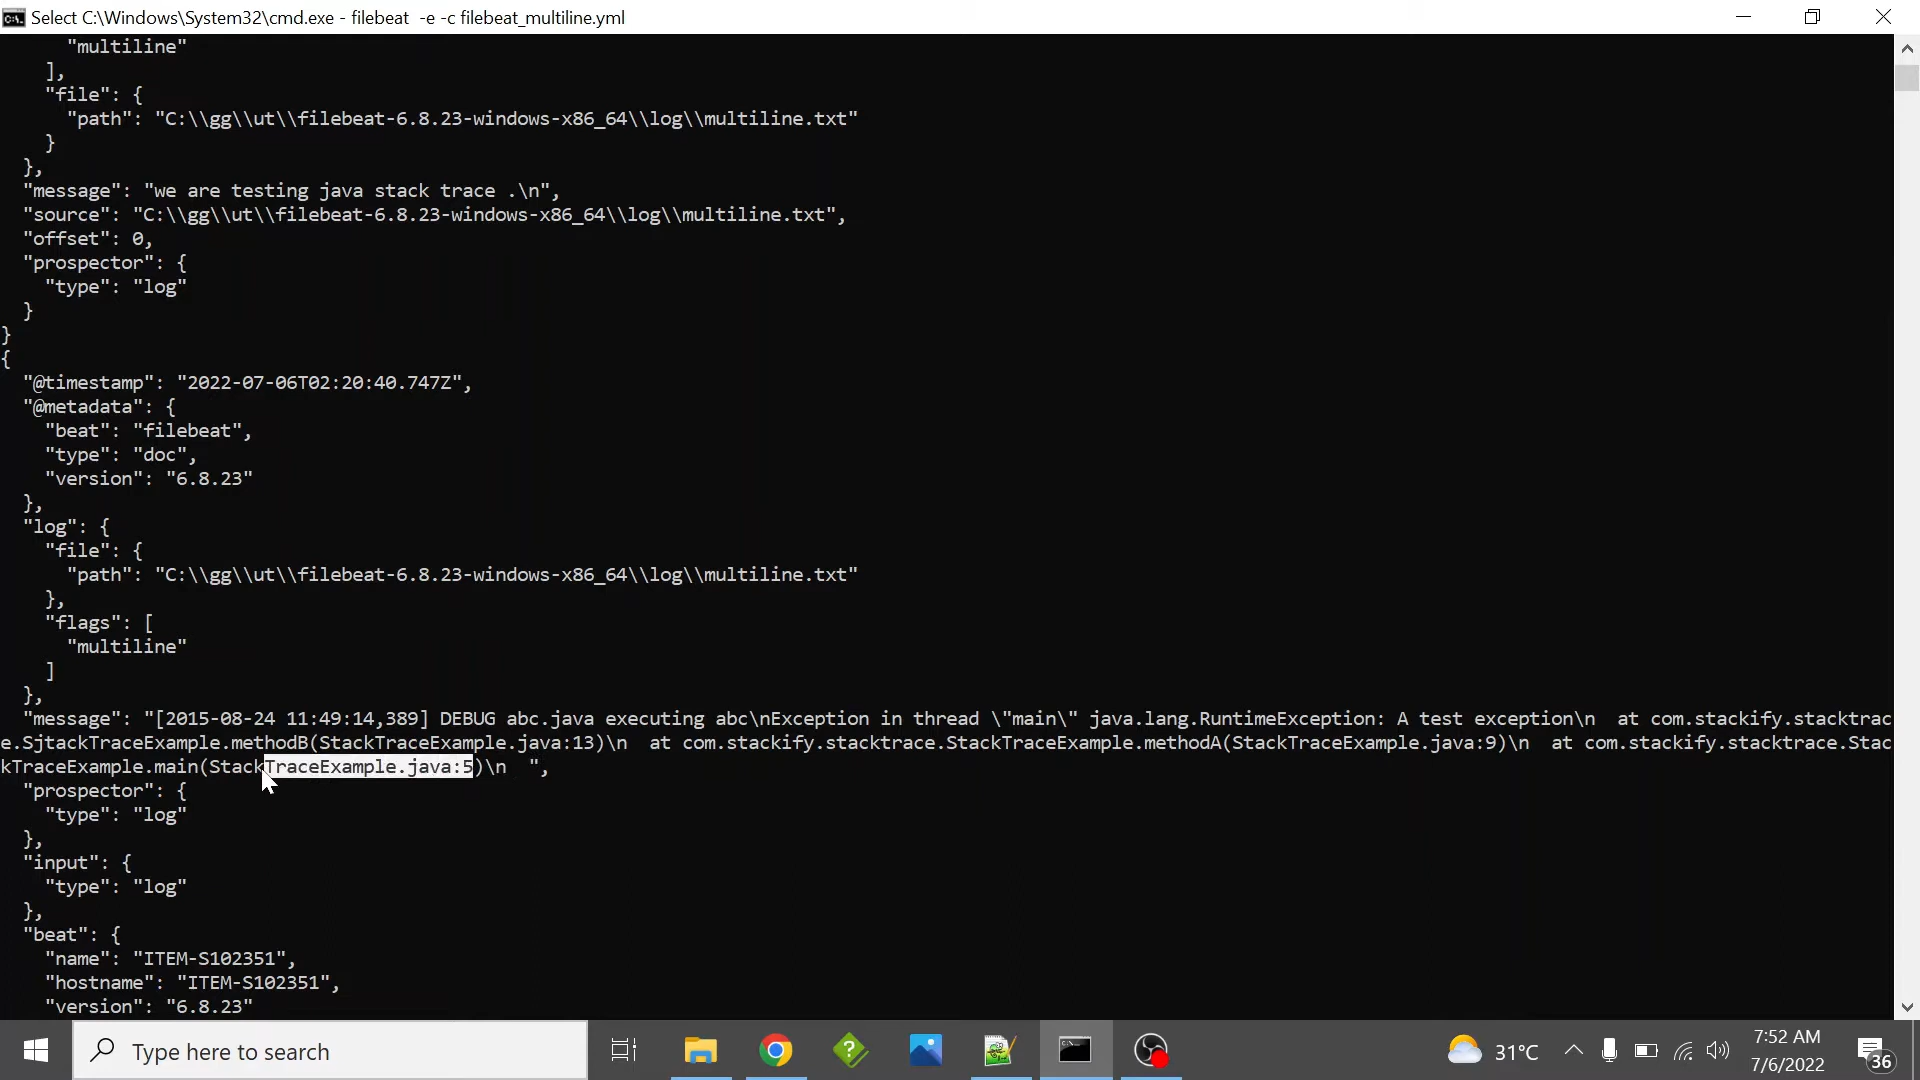 Select C:\Windows\System32\cmd.exe - filebeat  -e -c filebeat_multiline.yml
      "multiline"
    ],
    "file": {
      "path": "C:\\gg\\ut\\filebeat-6.8.23-windows-x86_64\\log\\multiline.txt"
    }
  },
  "message": "we are testing java stack trace .\n",
  "source": "C:\\gg\\ut\\filebeat-6.8.23-windows-x86_64\\log\\multiline.txt",
  "offset": 0,
  "prospector": {
    "type": "log"
  }
}
{
  "@timestamp": "2022-07-06T02:20:40.747Z",
  "@metadata": {
    "beat": "filebeat",
    "type": "doc",
    "version": "6.8.23"
  },
  "log": {
    "file": {
      "path": "C:\\gg\\ut\\filebeat-6.8.23-windows-x86_64\\log\\multiline.txt"
    },
    "flags": [
      "multiline"
    ]
  },
  "message": "[2015-08-24 11:49:14,389] DEBUG abc.java executing abc\nException in thread \"main\" java.lang.RuntimeException: A test exception\n  at com.stackify.stacktrac
e.SjtackTraceExample.methodB(StackTraceExample.java:13)\n  at com.stackify.stacktrace.StackTraceExample.methodA(StackTraceExample.java:9)\n  at com.stackify.stacktrace.Stac
kTraceExample.main(StackTraceExample.java:5)\n  ",
  "prospector": {
    "type": "log"
  },
  "input": {
    "type": "log"
  },
  "beat": {
    "name": "ITEM-S102351",
    "hostname": "ITEM-S102351",
    "version": "6.8.23"
Type here to search
31°C
7:52 AM
7/6/2022
36